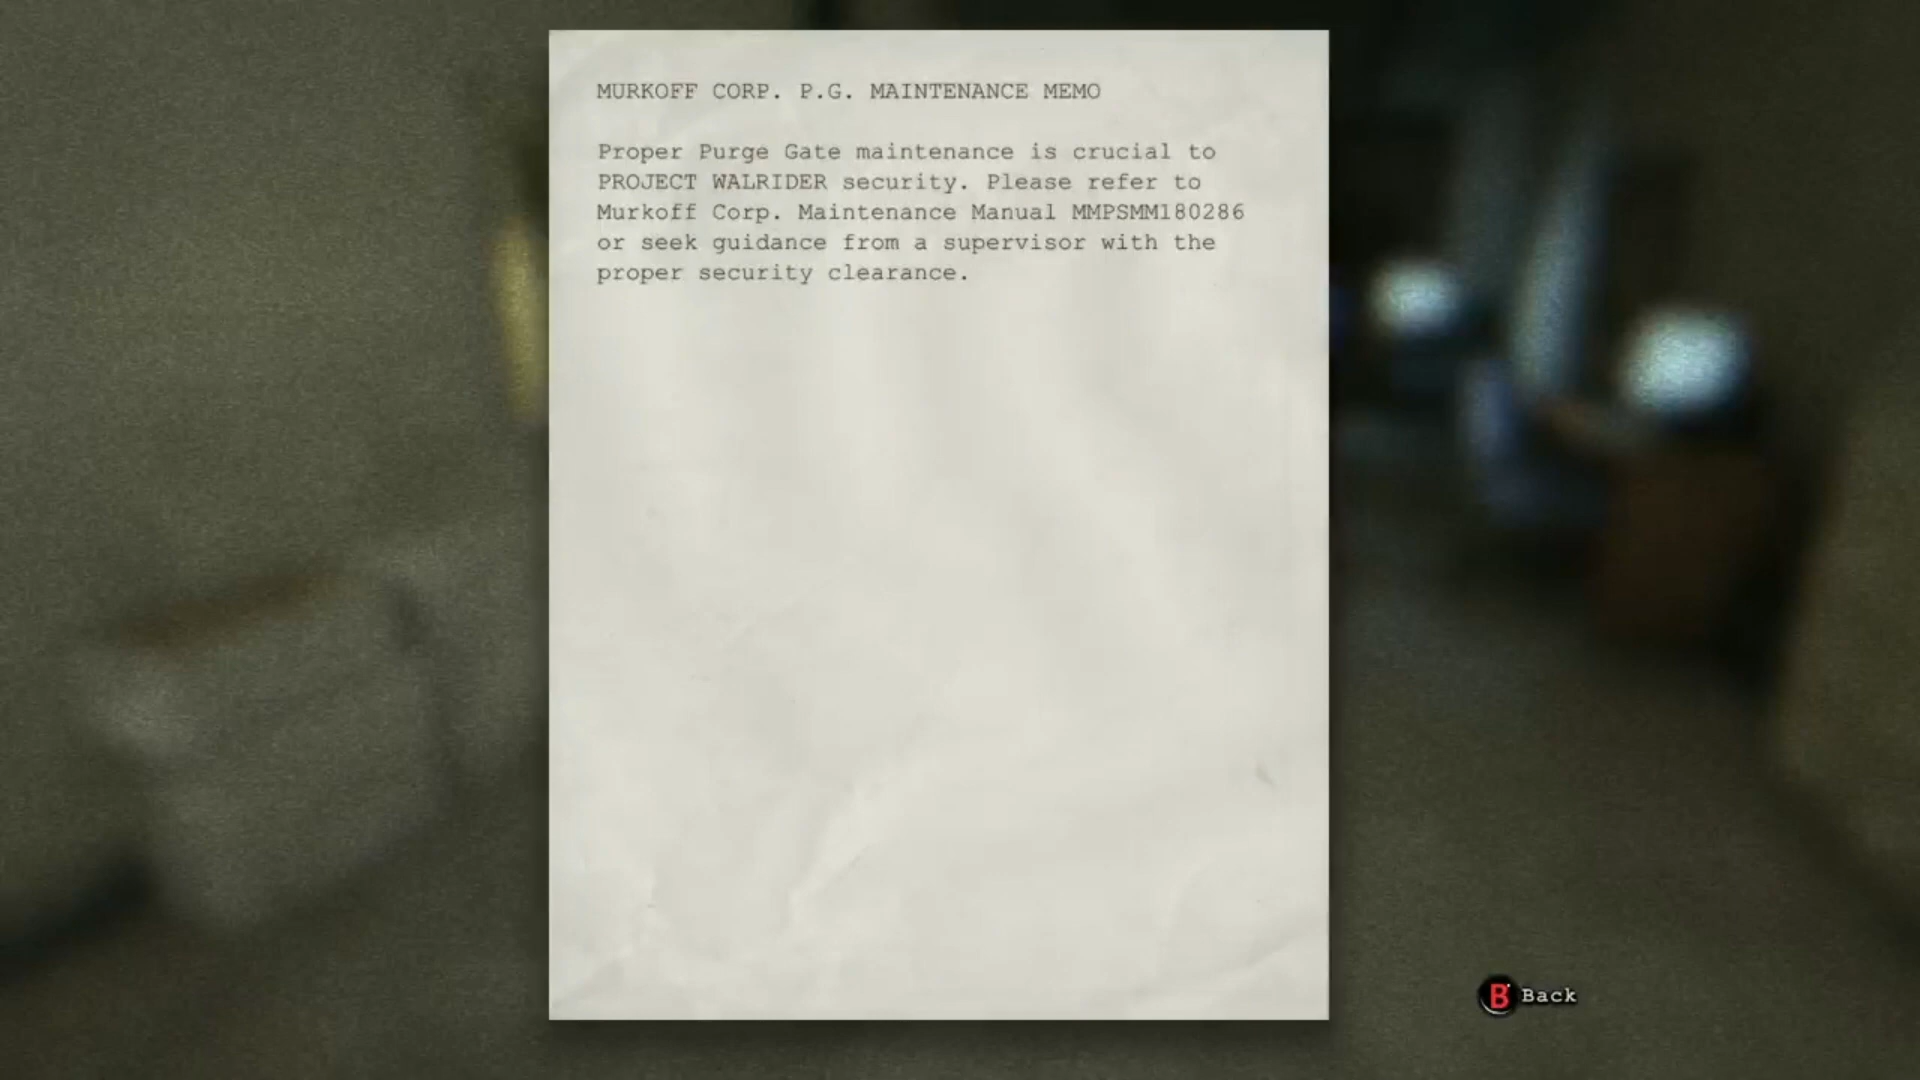 MURKOFF CORP. P.G. MAINTENANCE MEMO
Proper Purge Gate maintenance is crucial to
PROJECT WALRIDER security. Please refer to
Murkoff Corp. Maintenance Manual MMPSMM180286
or seek guidance from a supervisor with the
proper security clearance.
B Back